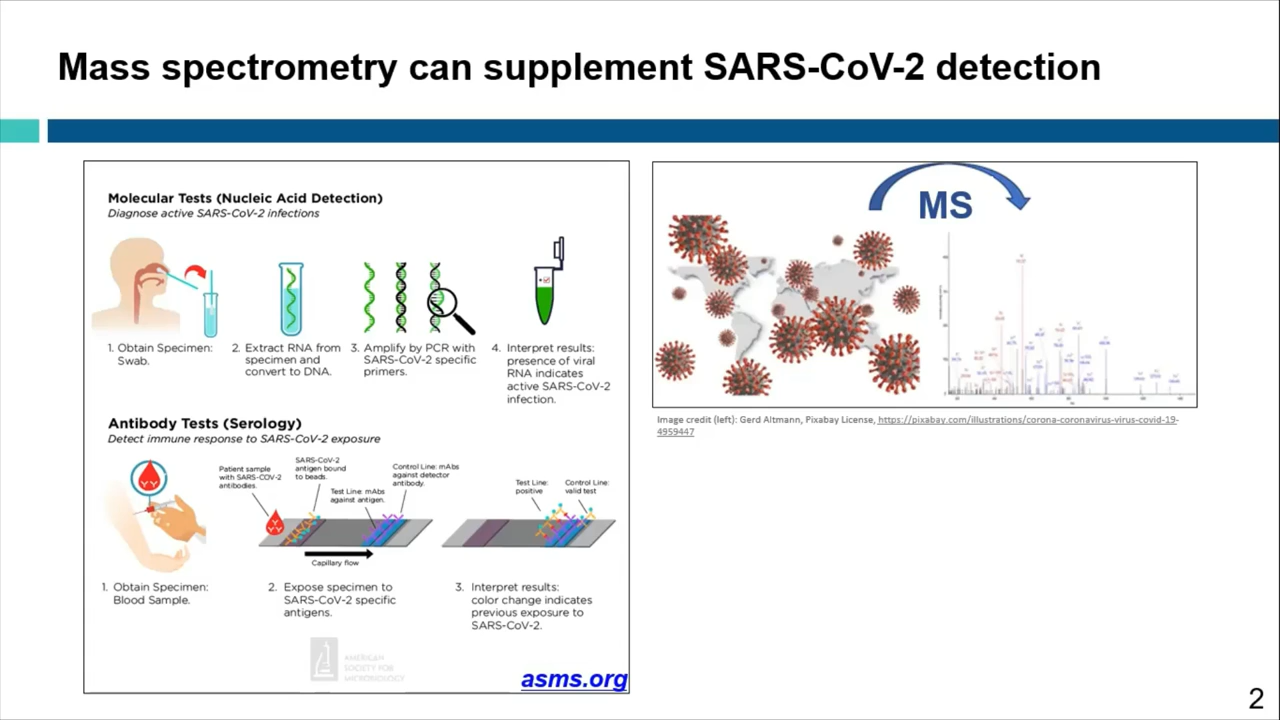 Mass spectrometry can supplement SARS-CoV-2 detection
Molecular Tests (Nucleic Acid Detection)
Diagnose active SARS-CoV-2 infections
1. Obtain Specimen:
Swab.
2. Extract RNA from
specimen and
convert to DNA.
3. Amplify by PCR with
SARS-CoV-2 specific
primers.
4. Interpret results:
presence of viral
RNA indicates
active SARS-CoV-2
infection.
Antibody Tests (Serology)
Detect immune response to SARS-CoV-2 exposure
Patient sample
with SARS-COV-2
antibodies.
SARS-CoV-2
antigen bound
to beads.
Test Line: mAbs
against antigen.
Control Line: mAbs
against detector
antibody.
Capillary flow
Test Line:
positive
Control Line:
valid test
1. Obtain Specimen:
Blood Sample.
2. Expose specimen to
SARS-CoV-2 specific
antigens.
3. Interpret results:
color change indicates
previous exposure to
SARS-CoV-2.
AMERICAN
SOCIETY FOR
MICROBIOLOGY
asms.org
MS
Image credit (left): Gerd Altmann, Pixabay License, https://pixabay.com/illustrations/corona-coronavirus-virus-covid-19-
4959447
2